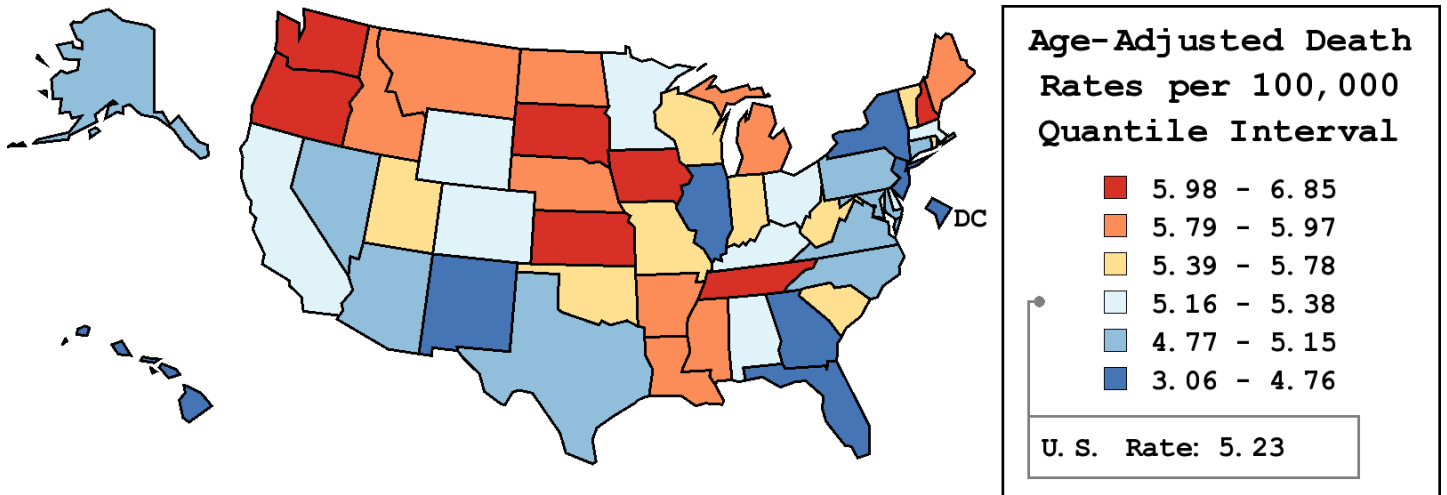 Age-Adjusted Death
Rates per 100,000
Quantile Interval
5.98 - 6.85
5.79 - 5.97
5.39 - 5.78
5.16 - 5.38
4.77 - 5.15
3.06 - 4.76
DC
U.S. Rate: 5.23